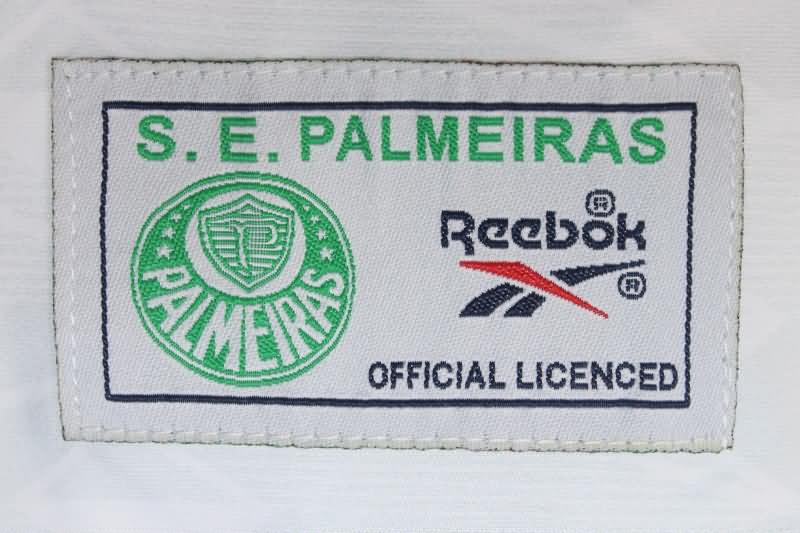 S. E. PALMEIRAS
P
PALMEIRAS
Reebok ®
®
OFFICIAL LICENCED